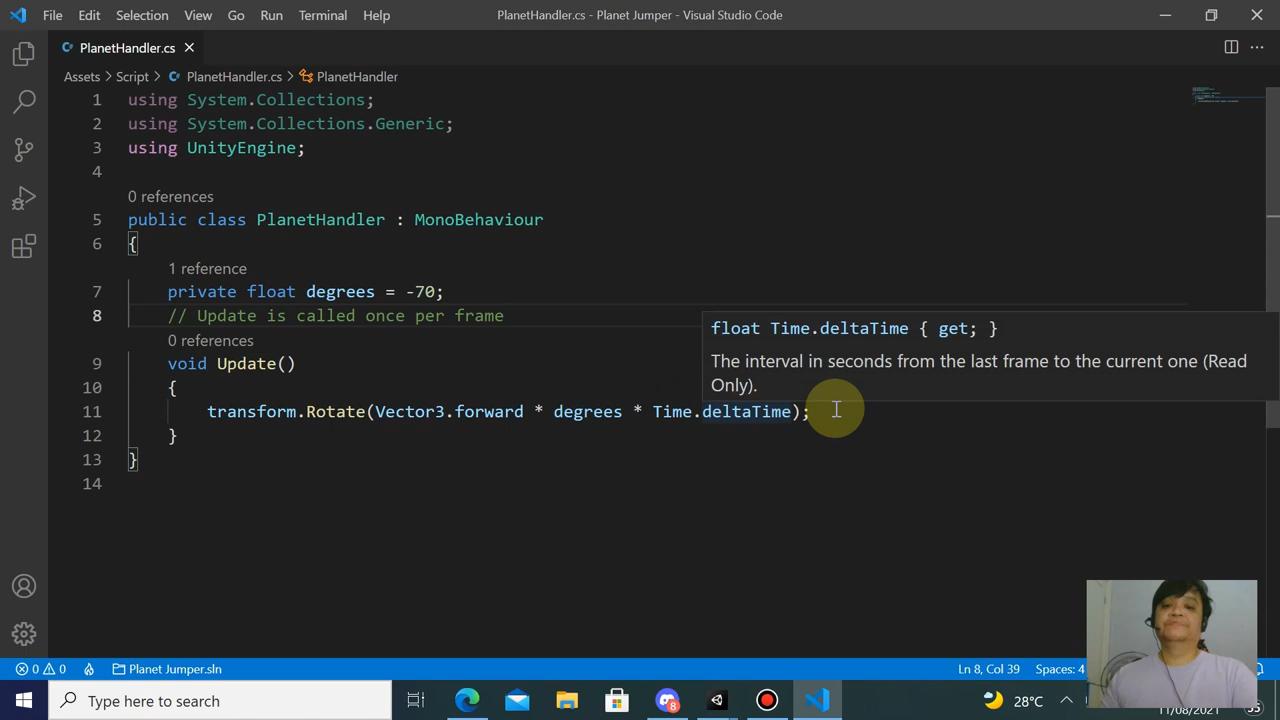 File Edit Selection View Go Run Terminal Help
PlanetHandler.cs - Planet Jumper - Visual Studio Code
PlanetHandler.cs
Assets > Script > PlanetHandler.cs > PlanetHandler
1 using System.Collections;
2 using System.Collections.Generic;
3 using UnityEngine;
4
0 references
5 public class PlanetHandler : MonoBehaviour
6 {
1 reference
7 private float degrees = -70;
8 // Update is called once per frame
0 references
9 void Update()
10 {
11 transform.Rotate(Vector3.forward * degrees * Time.deltaTime);
12 }
13 }
14
float Time.deltaTime { get; }
The interval in seconds from the last frame to the current one (Read
Only).
0 0 Planet Jumper.sln Ln 8, Col 39 Spaces: 4
Type here to search
8
28°C
11/08/2021